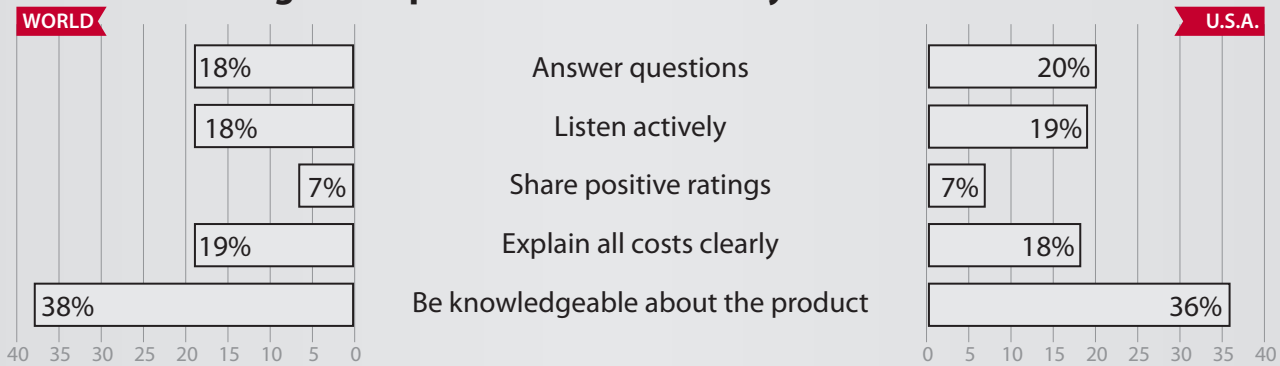 WORLD
U.S.A.
18% Answer questions 20%
18% Listen actively 19%
7% Share positive ratings 7%
19% Explain all costs clearly 18%
38% Be knowledgeable about the product 36%
40 35 30 25 20 15 10 5 0
0 5 10 15 20 25 30 35 40